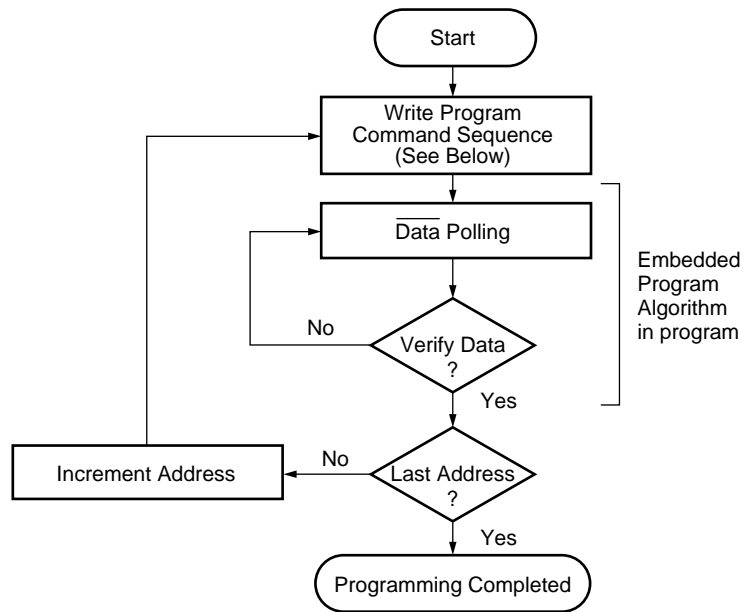 Start
Write Program
Command Sequence
(See Below)
Data Polling
Embedded
Program
Algorithm
in program
No
Verify Data
?
Yes
Increment Address
No
Last Address
?
Yes
Programming Completed